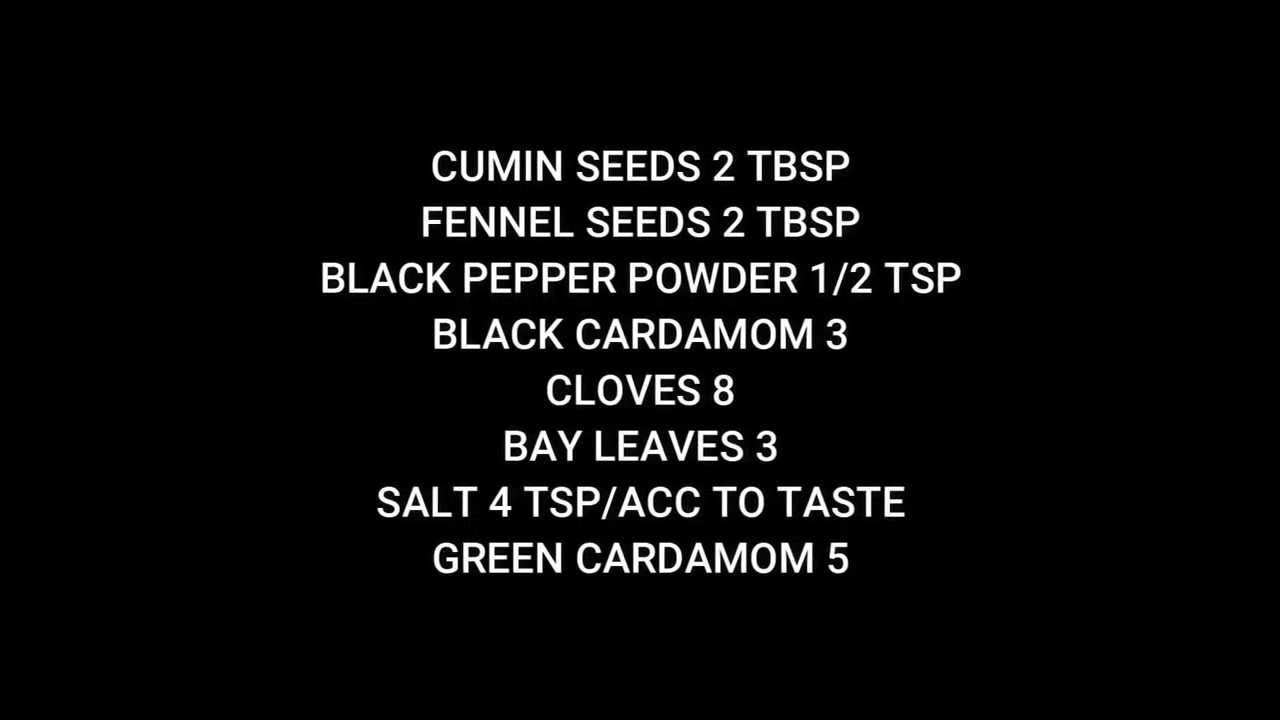 CUMIN SEEDS 2 TBSP
FENNEL SEEDS 2 TBSP
BLACK PEPPER POWDER 1/2 TSP
BLACK CARDAMOM 3
CLOVES 8
BAY LEAVES 3
SALT 4 TSP/ACC TO TASTE
GREEN CARDAMOM 5